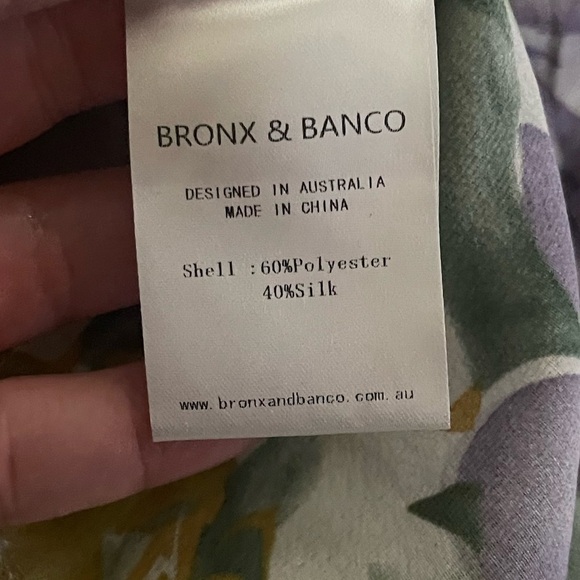 BRONX & BANCO
DESIGNED IN AUSTRALIA
MADE IN CHINA
Shell :60%Polyester
40%Silk
www.bronxandbanco.com.au